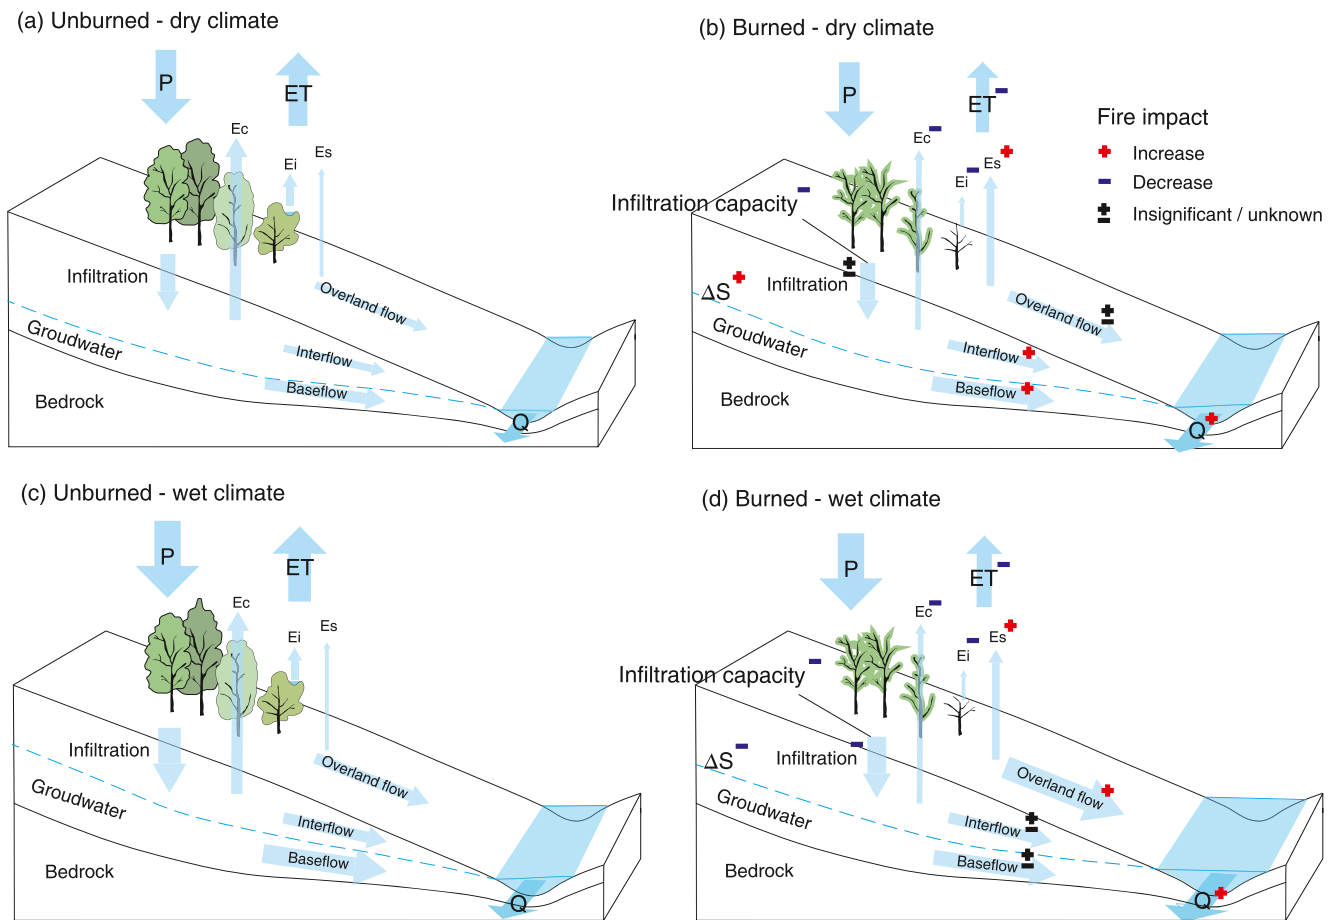 (a) Unburned - dry climate
P
ET
Ec
Ei
Es
Infiltration
Overland flow
Groudwater
Interflow
Baseflow
Bedrock
Q
(b) Burned - dry climate
P
ET
Ec
Ei
Es
Fire impact
Increase
Decrease
Insignificant / unknown
Infiltration capacity
Infiltration
ΔS
Overland flow
Groudwater
Interflow
Baseflow
Bedrock
Q
(c) Unburned - wet climate
P
ET
Ec
Ei
Es
Infiltration
Overland flow
Groudwater
Interflow
Baseflow
Bedrock
Q
(d) Burned - wet climate
P
ET
Ec
Ei
Es
Infiltration capacity
Infiltration
ΔS
Overland flow
Groudwater
Interflow
Baseflow
Bedrock
Q